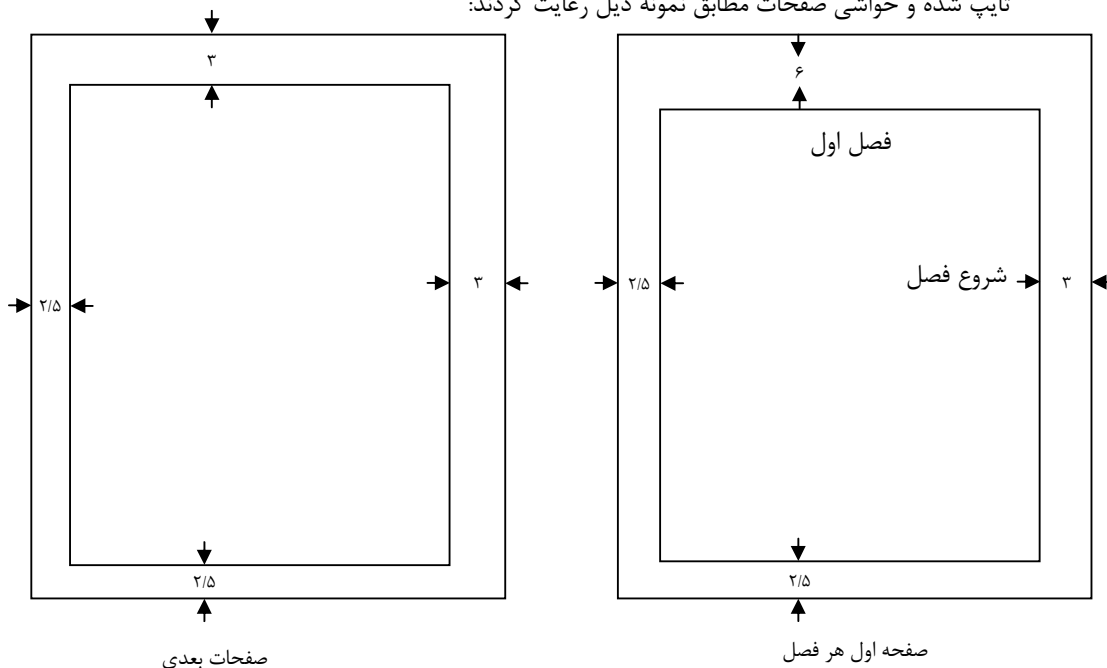 تایپ شده و حواشی صفحات مطابق نمونه ذیل رعایت گردند:
۶
فصل اول
۳
شروع فصل
۲/۵
۲/۵
صفحه اول هر فصل
۳
۳
۲/۵
۲/۵
صفحات بعدی